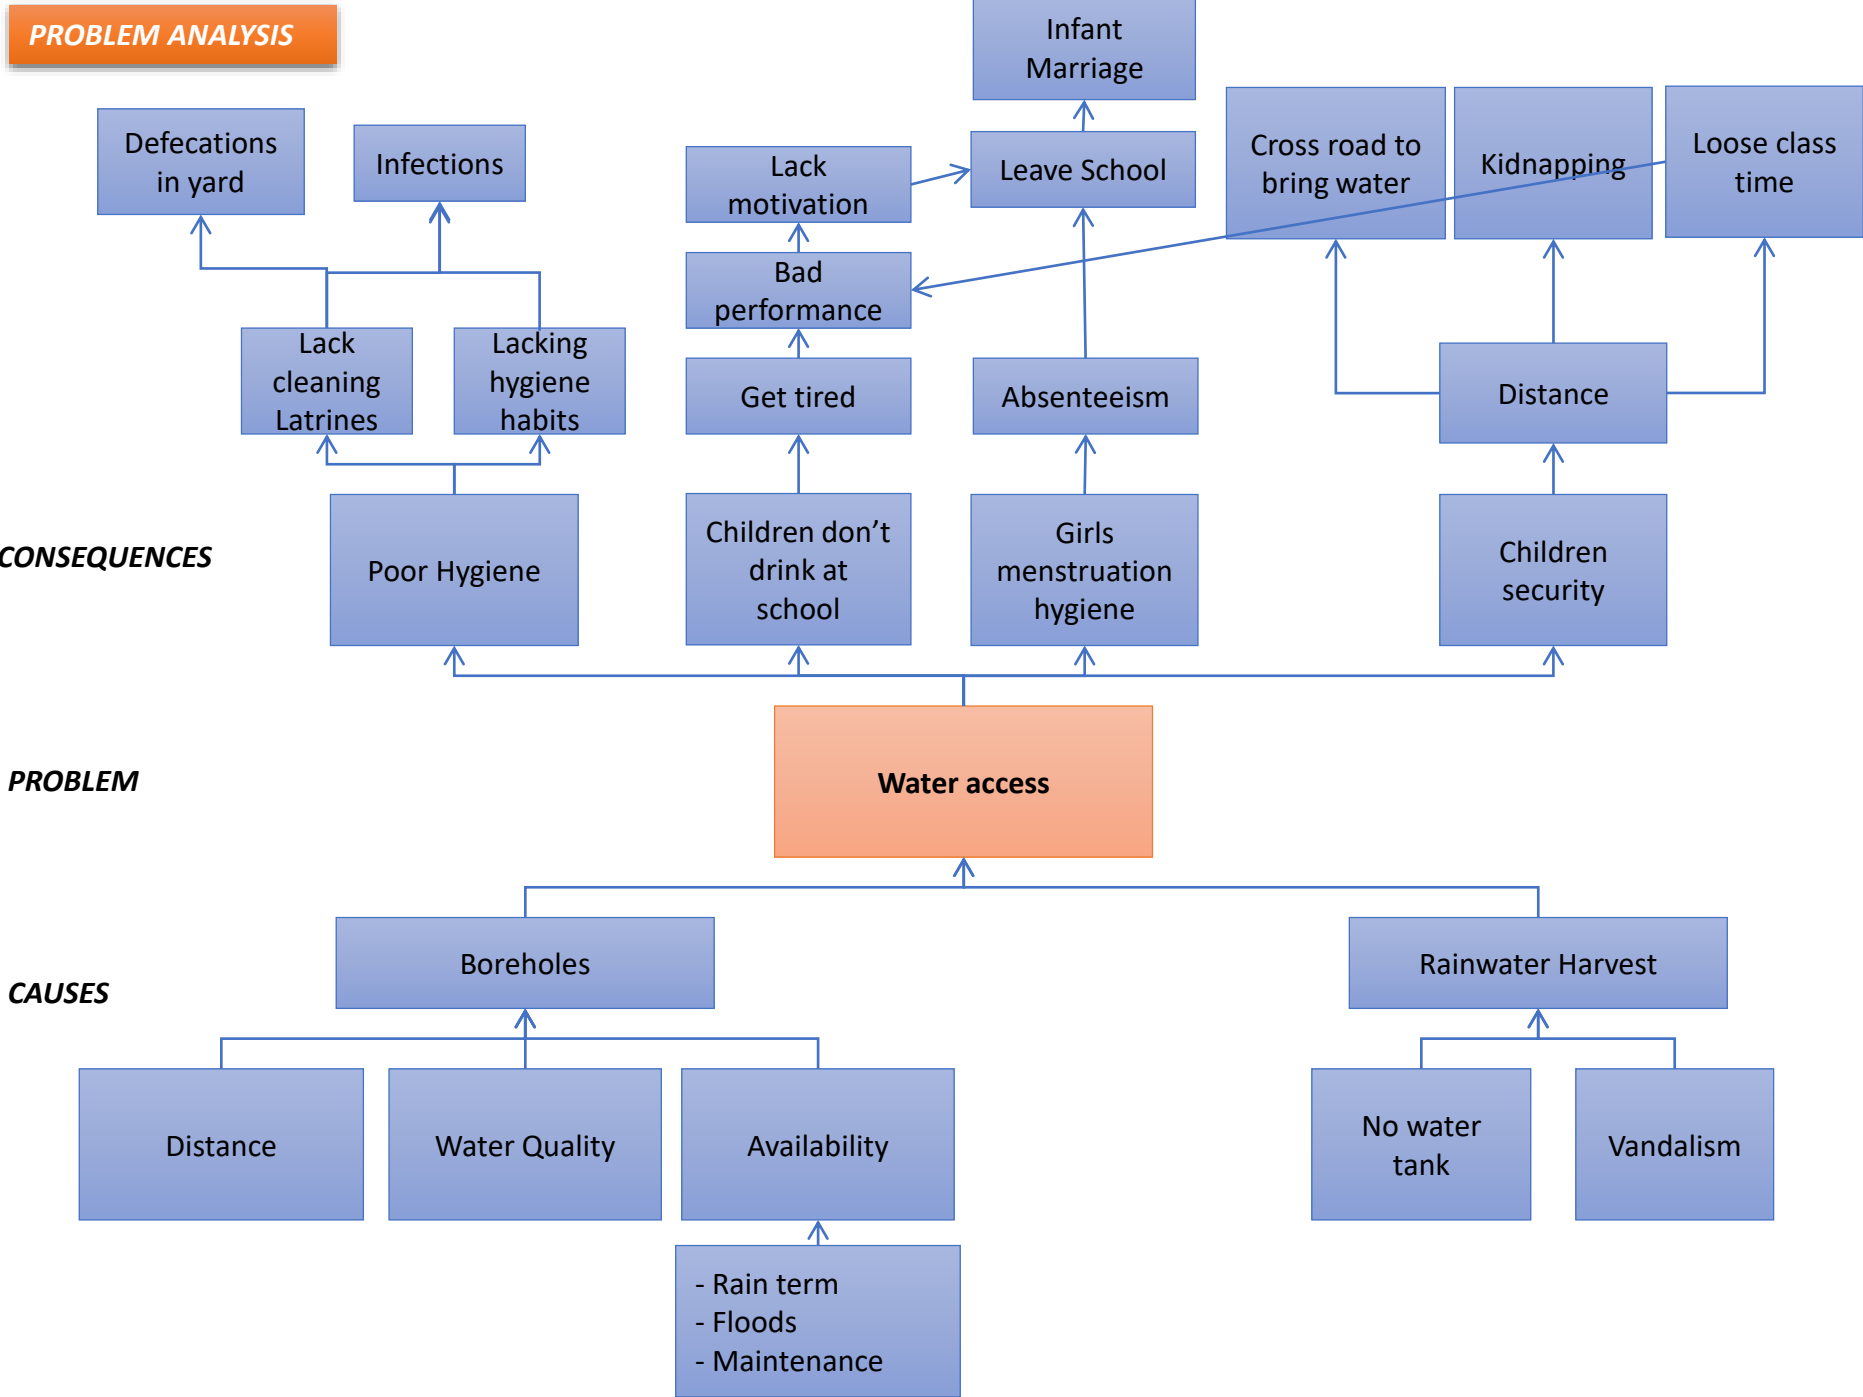 PROBLEM ANALYSIS
Infant
Marriage
Defecations
in yard
Infections
Lack
motivation
Leave School
Cross road to
bring water
Kidnapping
Loose class
time
Bad
performance
Lack
cleaning
Latrines
Lacking
hygiene
habits
Get tired
Absenteeism
Distance
CONSEQUENCES
Poor Hygiene
Children don’t
drink at
school
Girls
menstruation
hygiene
Children
security
PROBLEM
Water access
CAUSES
Boreholes
Rainwater Harvest
Distance
Water Quality
Availability
No water
tank
Vandalism
- Rain term
- Floods
- Maintenance